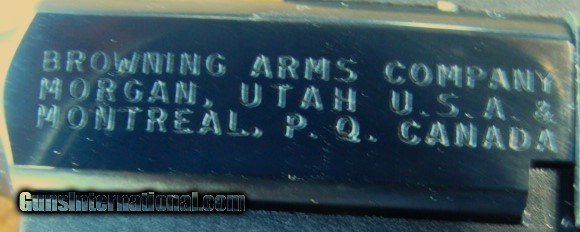 BROWNING ARMS COMPANY
MORGAN, UTAH U.S.A. &
MONTREAL, P. Q. CANADA
GunsInternational.com